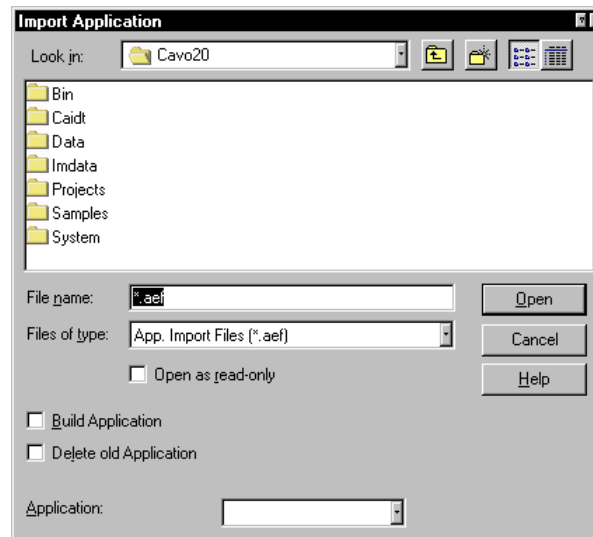 Import Application
Look in: Cavo20
Bin
Caidt
Data
Imdata
Projects
Samples
System
File name: *.aef Open
Files of type: App. Import Files (*.aef) Cancel
Open as read-only Help
Build Application
Delete old Application
Application: